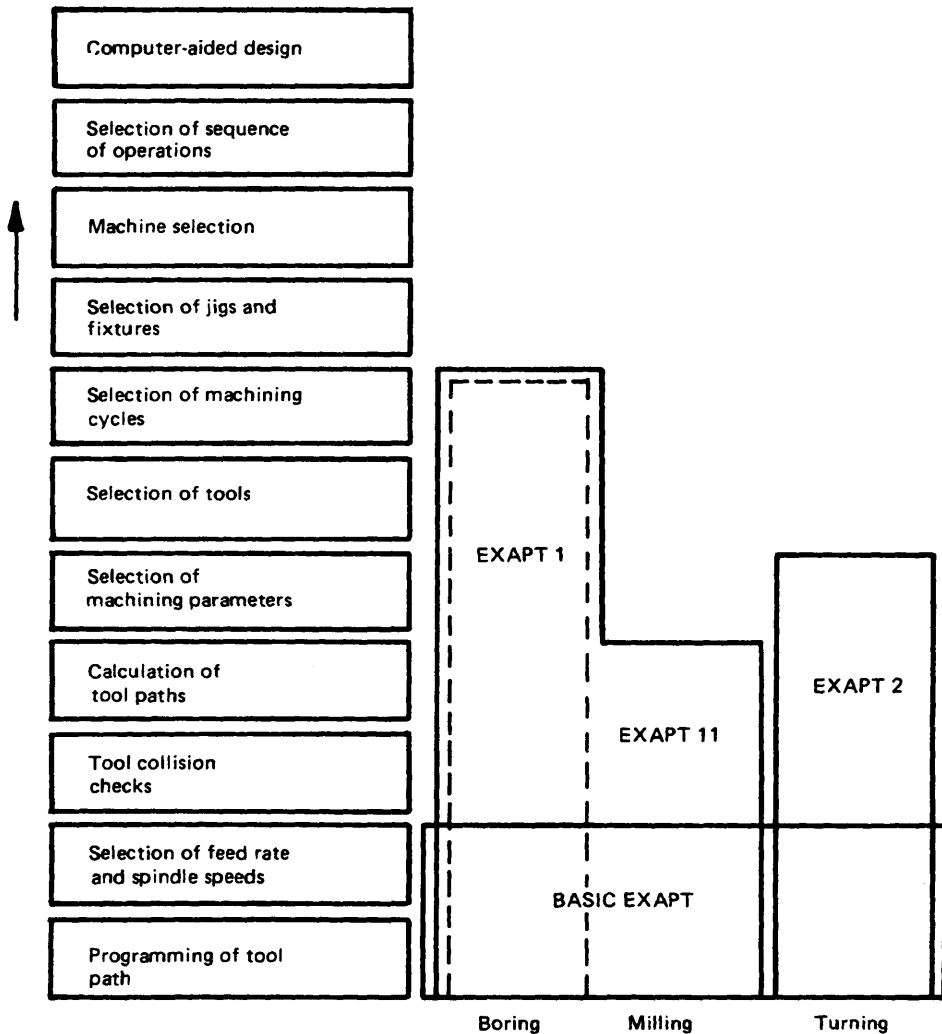 Computer-aided design
Selection of sequence
of operations
Machine selection
Selection of jigs and
fixtures
Selection of machining
cycles
Selection of tools
Selection of
machining parameters
Calculation of
tool paths
Tool collision
checks
Selection of feed rate
and spindle speeds
Programming of tool
path
EXAPT 1
EXAPT 11
EXAPT 2
BASIC EXAPT
Boring
Milling
Turning